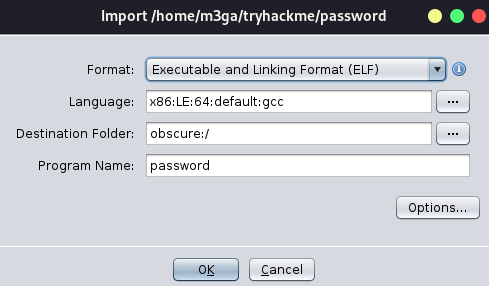 Import /home/m3ga/tryhackme/password
Format: Executable and Linking Format (ELF)
Language: x86:LE:64:default:gcc ...
Destination Folder: obscure:/ ...
Program Name: password
Options...
OK Cancel